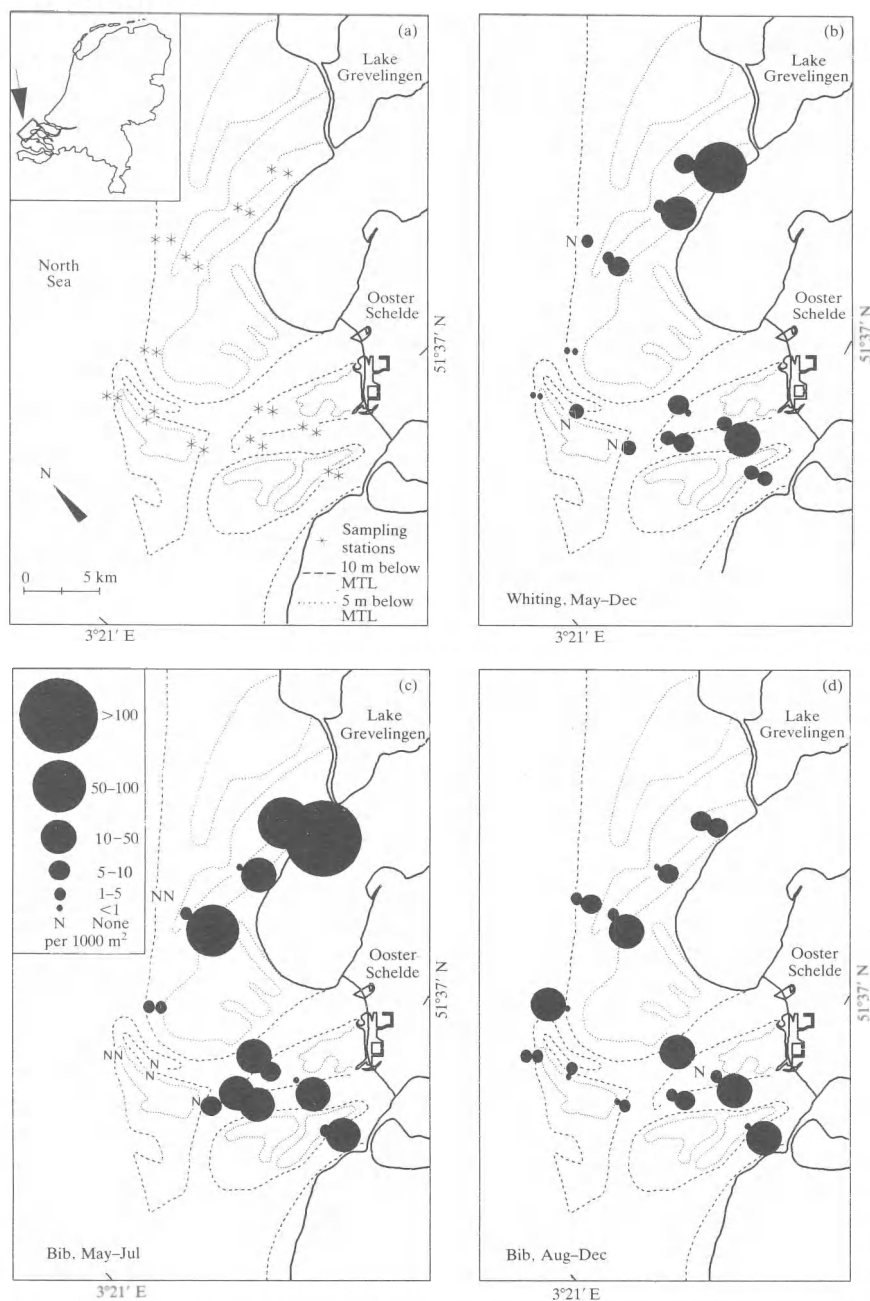 (a)
Lake
Grevelingen
North
Sea
Ooster
Schelde
51°37' N
N
0 5 km
Sampling
stations
10 m below
MTL
5 m below
MTL
3°21' E
(b)
Lake
Grevelingen
N
Ooster
Schelde
51°37' N
N
N
Whiting, May–Dec
3°21' E
(c)
>100
50–100
10–50
5–10
1–5
<1
N None
per 1000 m²
Lake
Grevelingen
NN
Ooster-
Schelde
51°37' N
NN
N
N
N
Bib, May–Jul
3°21' E
(d)
Lake
Grevelingen
Ooster
Schelde
51°37' N
N
Bib, Aug–Dec
3°21' E